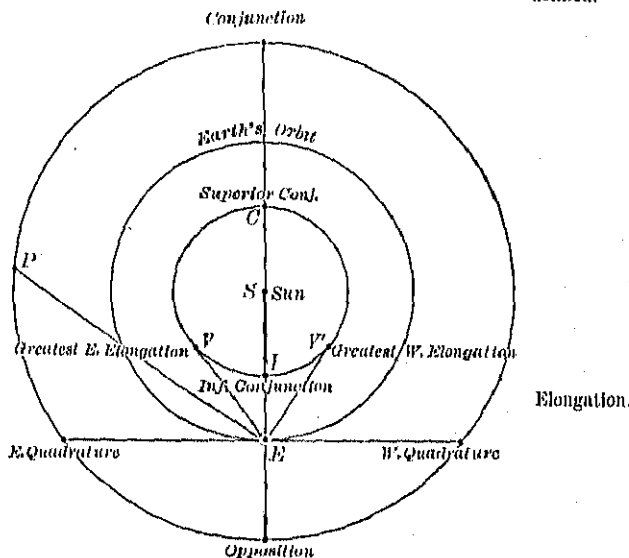 Conjunction
Earth's Orbit
Superior Conj.
C
P
S Sun
V V'
Greatest E. Elongation Greatest W. Elongation
I
Inf. Conjunction
Elongation.
E. Quadrature E W. Quadrature
Opposition